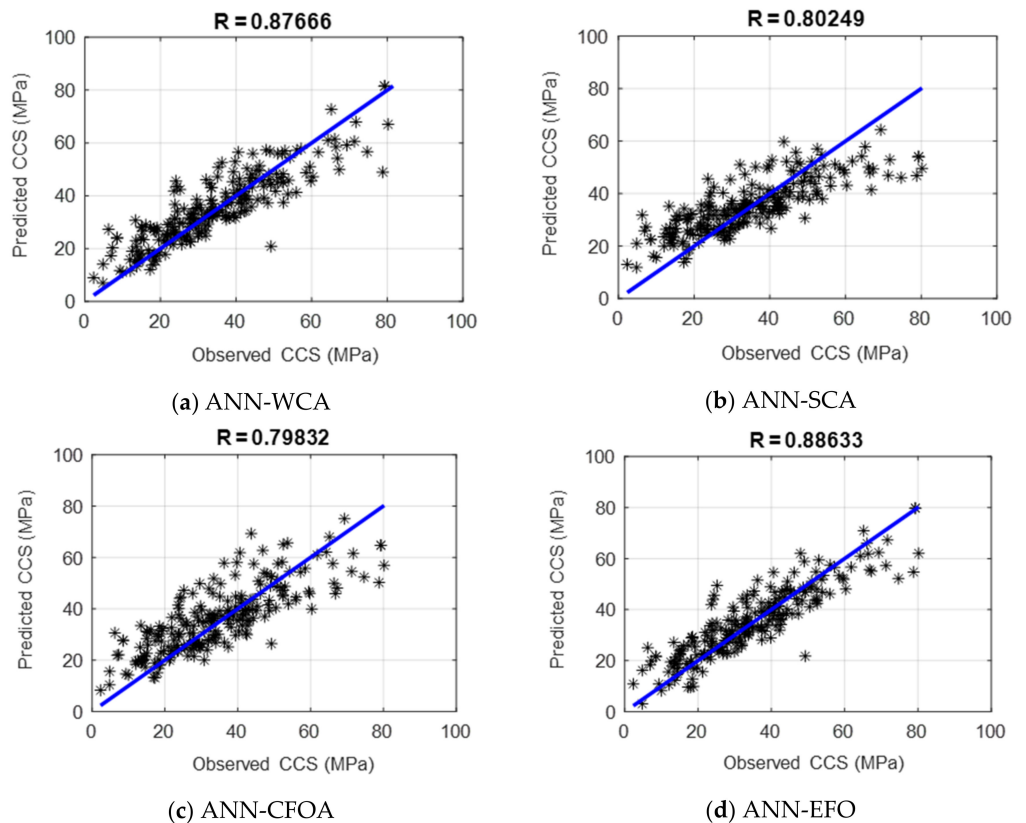 R = 0.87666
100
80
60
40
20
0
Predicted CCS (MPa)
0 20 40 60 80 100
Observed CCS (MPa)
(a) ANN-WCA
R = 0.80249
100
80
60
40
20
0
Predicted CCS (MPa)
0 20 40 60 80 100
Observed CCS (MPa)
(b) ANN-SCA
R = 0.79832
100
80
60
40
20
0
Predicted CCS (MPa)
0 20 40 60 80 100
Observed CCS (MPa)
(c) ANN-CFOA
R = 0.88633
100
80
60
40
20
0
Predicted CCS (MPa)
0 20 40 60 80 100
Observed CCS (MPa)
(d) ANN-EFO